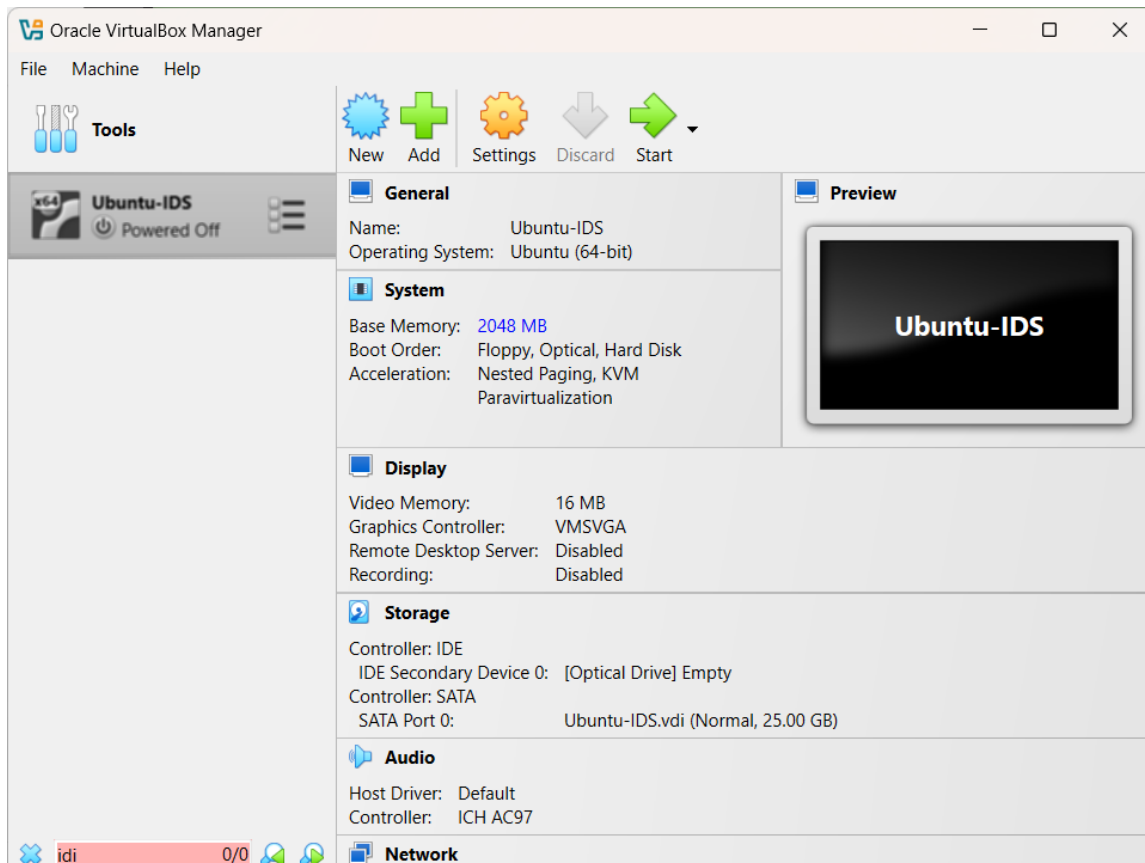 Oracle VirtualBox Manager
File Machine Help
Tools
New Add Settings Discard Start
x64
Ubuntu-IDS
Powered Off
General
Name: Ubuntu-IDS
Operating System: Ubuntu (64-bit)
Preview
Ubuntu-IDS
System
Base Memory: 2048 MB
Boot Order: Floppy, Optical, Hard Disk
Acceleration: Nested Paging, KVM
Paravirtualization
Display
Video Memory: 16 MB
Graphics Controller: VMSVGA
Remote Desktop Server: Disabled
Recording: Disabled
Storage
Controller: IDE
IDE Secondary Device 0: [Optical Drive] Empty
Controller: SATA
SATA Port 0: Ubuntu-IDS.vdi (Normal, 25.00 GB)
Audio
Host Driver: Default
Controller: ICH AC97
Network
idi 0/0